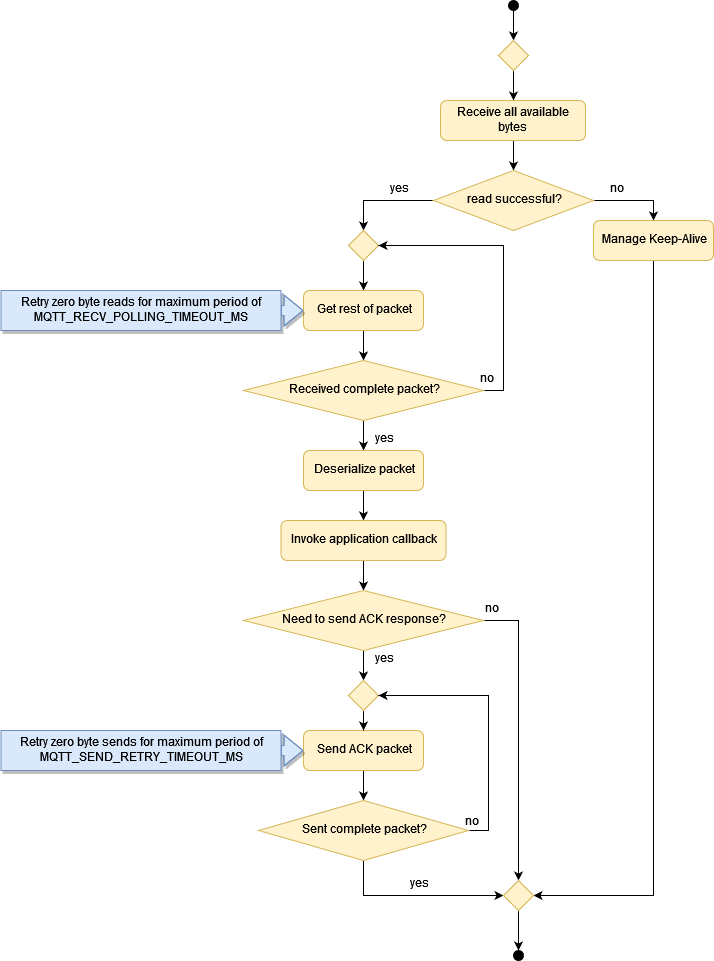 Receive all available
bytes
read successful?
yes
no
Manage Keep-Alive
Retry zero byte reads for maximum period of
MQTT_RECV_POLLING_TIMEOUT_MS
Get rest of packet
Received complete packet?
no
yes
Deserialize packet
Invoke application callback
Need to send ACK response?
no
yes
Retry zero byte sends for maximum period of
MQTT_SEND_RETRY_TIMEOUT_MS
Send ACK packet
Sent complete packet?
no
yes